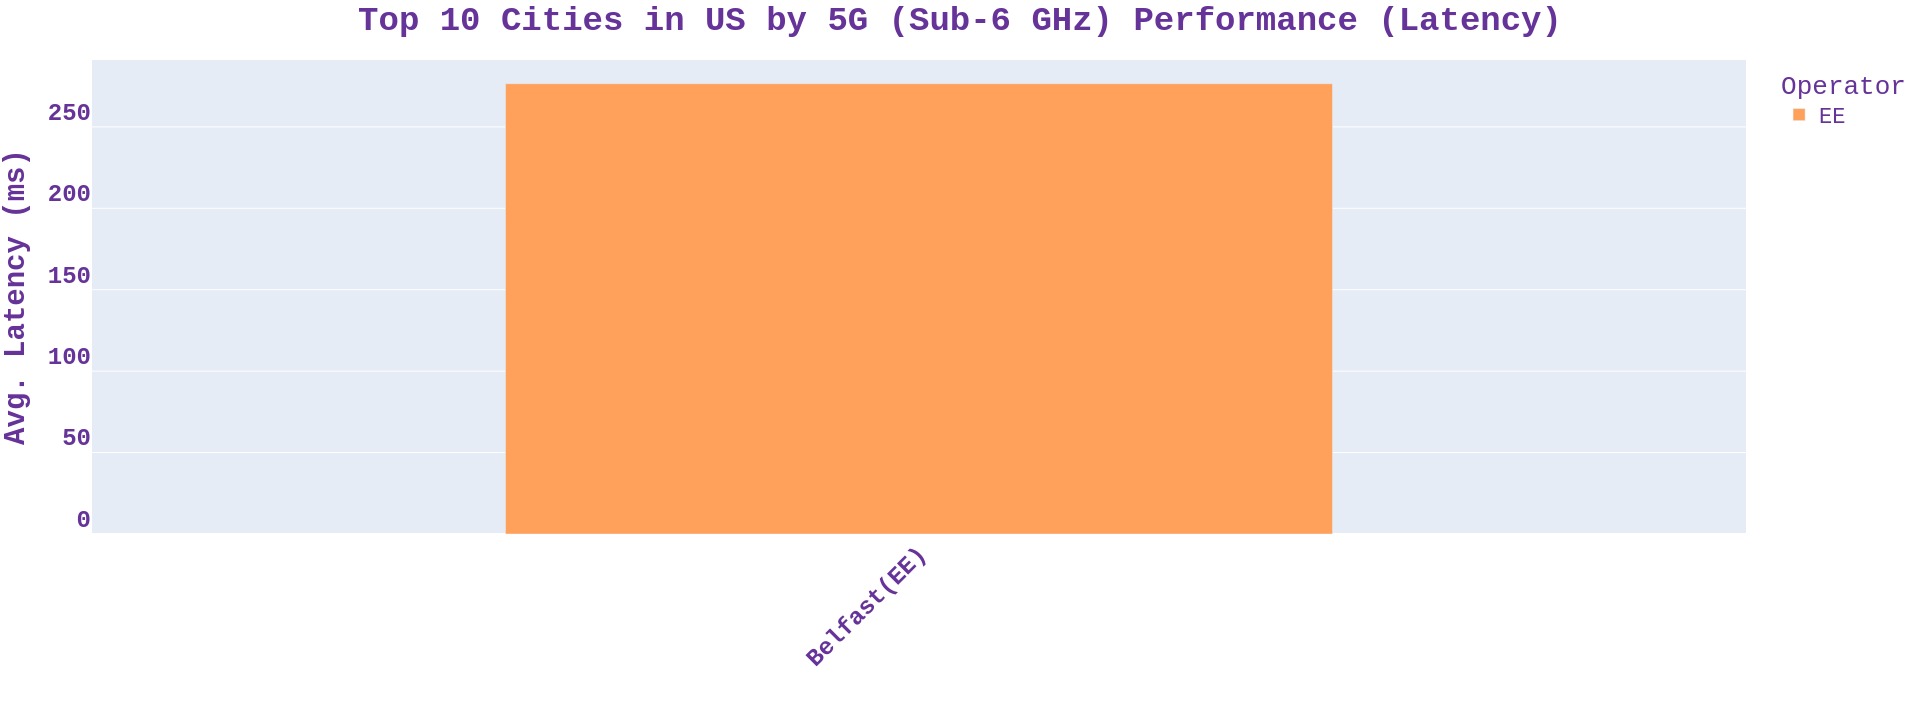 Top 10 Cities in US by 5G (Sub-6 GHz) Performance (Latency)
Operator
EE
Avg. Latency (ms)
250
200
150
100
50
0
Belfast(EE)